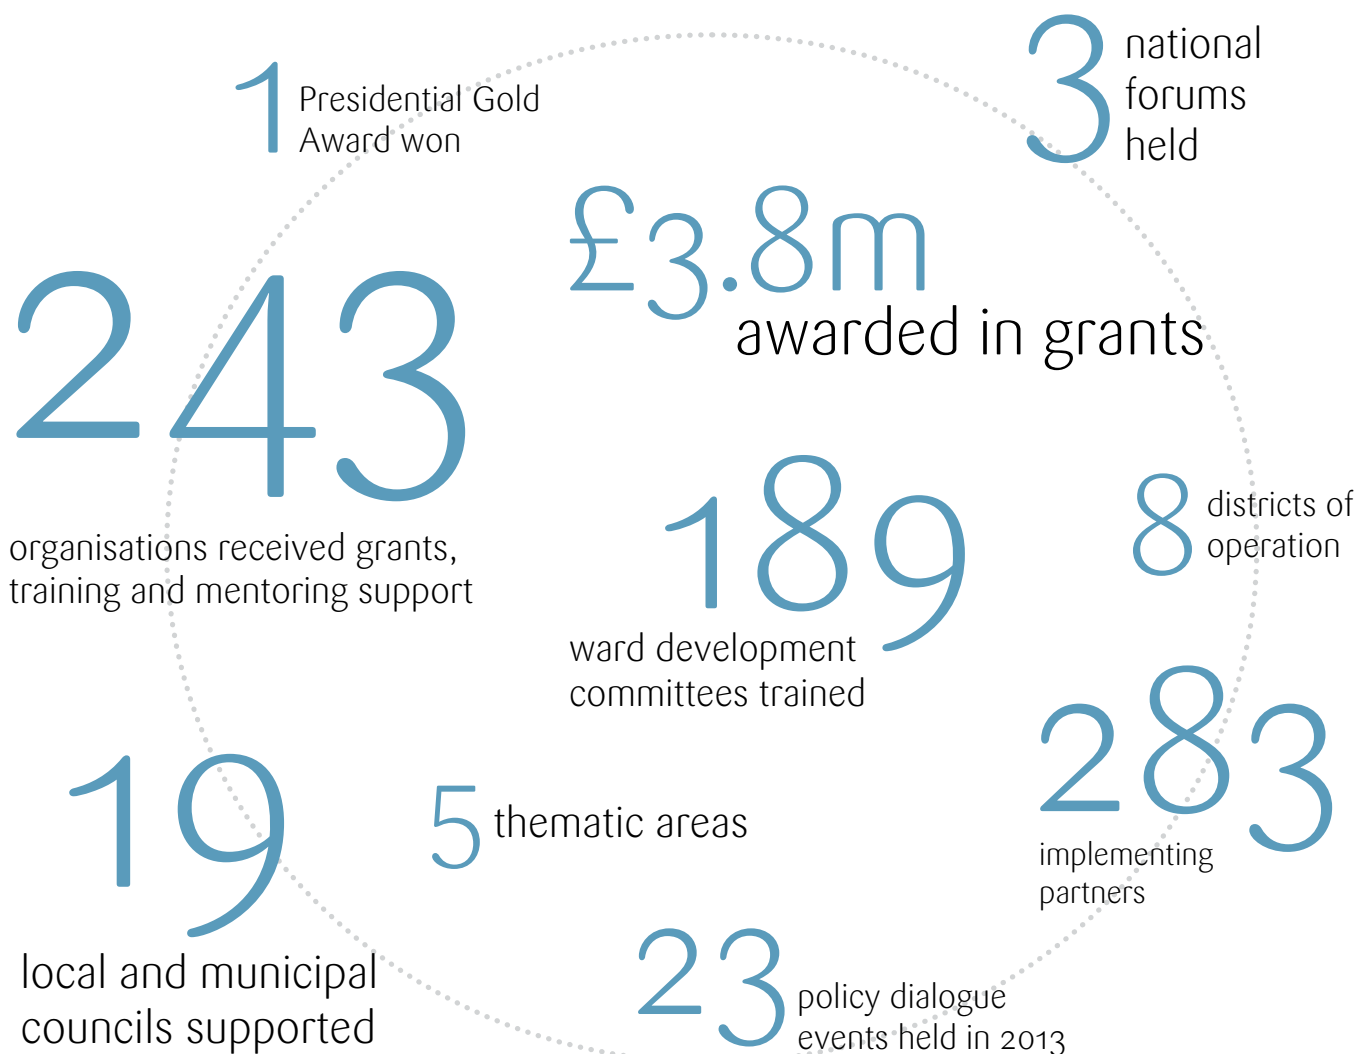 1
Presidential Gold
Award won
3
national
forums
held
£3.8m
awarded in grants
243
organisations received grants,
training and mentoring support
189
ward development
committees trained
8
districts of
operation
283
implementing
partners
19
local and municipal
councils supported
5 thematic areas
23
policy dialogue
events held in 2013